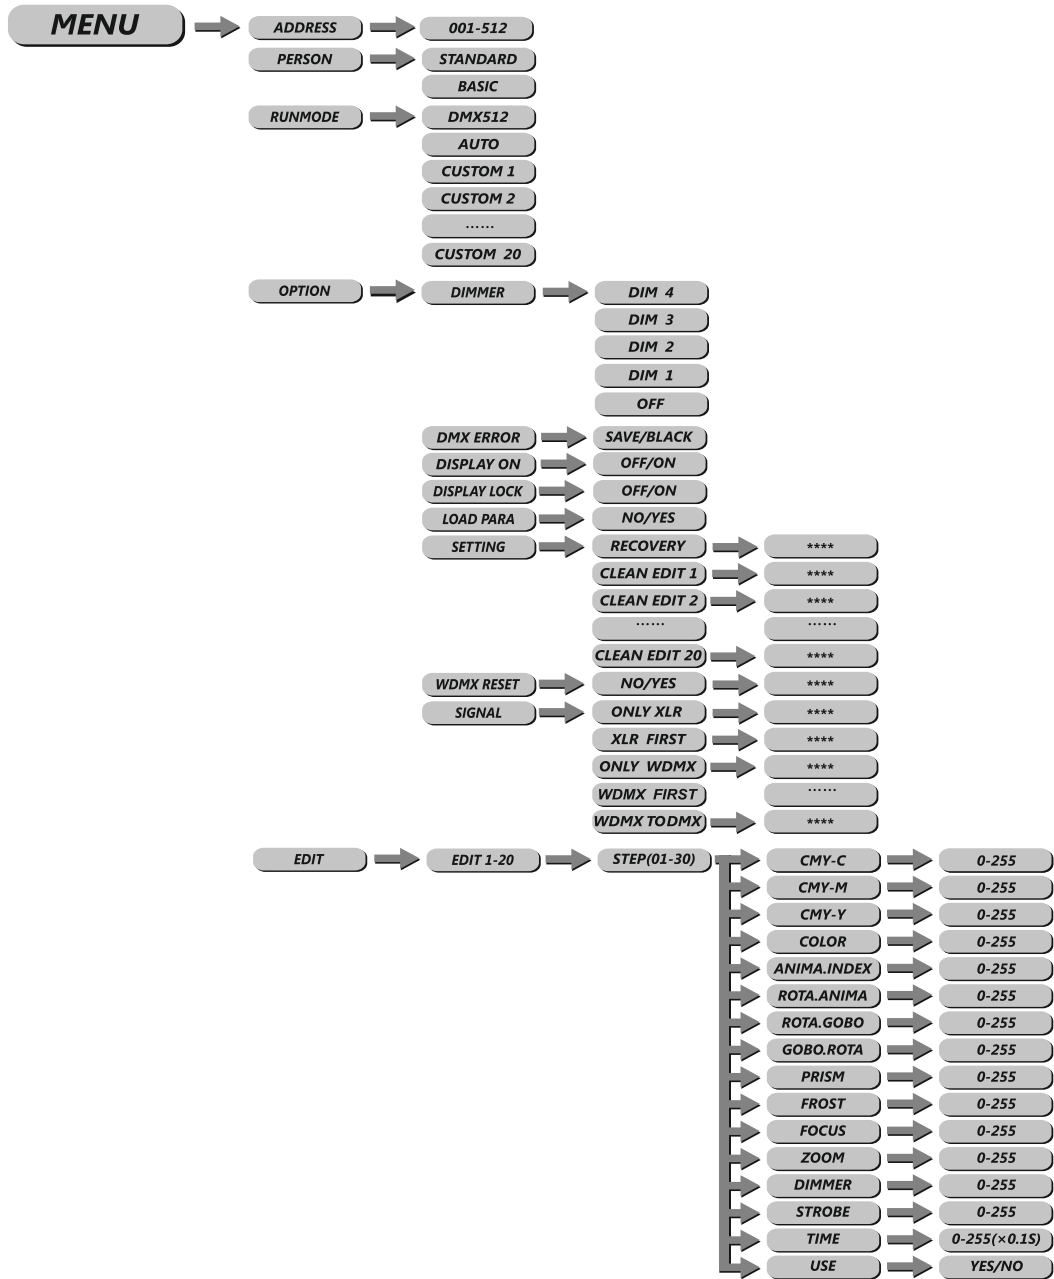 MENU ADDRESS 001-512
PERSON STANDARD
BASIC
RUNMODE DMX512
AUTO
CUSTOM 1
CUSTOM 2
......
CUSTOM 20
OPTION DIMMER DIM 4
DIM 3
DIM 2
DIM 1
OFF
DMX ERROR SAVE/BLACK
DISPLAY ON OFF/ON
DISPLAY LOCK OFF/ON
LOAD PARA NO/YES
SETTING RECOVERY ****
CLEAN EDIT 1 ****
CLEAN EDIT 2 ****
...... ......
CLEAN EDIT 20 ****
WDMX RESET NO/YES ****
SIGNAL ONLY XLR ****
XLR FIRST ****
ONLY WDMX ****
WDMX FIRST ......
WDMX TODMX ****
EDIT EDIT 1-20 STEP(01-30) CMY-C 0-255
CMY-M 0-255
CMY-Y 0-255
COLOR 0-255
ANIMA.INDEX 0-255
ROTA.ANIMA 0-255
ROTA.GOBO 0-255
GOBO.ROTA 0-255
PRISM 0-255
FROST 0-255
FOCUS 0-255
ZOOM 0-255
DIMMER 0-255
STROBE 0-255
TIME 0-255(×0.1S)
USE YES/NO